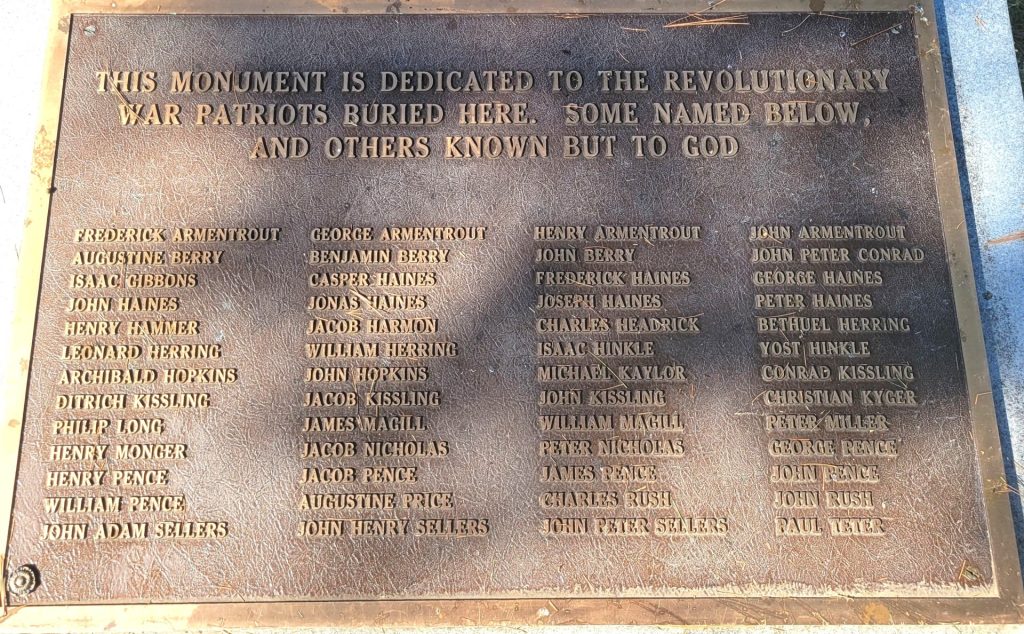 THIS MONUMENT IS DEDICATED TO THE REVOLUTIONARY
WAR PATRIOTS BURIED HERE. SOME NAMED BELOW,
AND OTHERS KNOWN BUT TO GOD
FREDERICK ARMENTROUT GEORGE ARMENTROUT HENRY ARMENTROUT JOHN ARMENTROUT
AUGUSTINE BERRY BENJAMIN BERRY JOHN BERRY JOHN PETER CONRAD
ISAAC GIBBONS CASPER HAINES FREDERICK HAINES GEORGE HAINES
JOHN HAINES JONAS HAINES JOSEPH HAINES PETER HAINES
HENRY HAMMER JACOB HARMON CHARLES HEADRICK BETHUEL HERRING
LEONARD HERRING WILLIAM HERRING ISAAC HINKLE YOST HINKLE
ARCHIBALD HOPKINS JOHN HOPKINS MICHAEL KAYLOR CONRAD KISSLING
DITRICH KISSLING JACOB KISSLING JOHN KISSLING CHRISTIAN KYGER
PHILIP LONG JAMES MAGILL WILLIAM MAGILL PETER MILLER
HENRY MONGER JACOB NICHOLAS PETER NICHOLAS GEORGE PENCE
HENRY PENCE JACOB PENCE JAMES PENCE JOHN PENCE
WILLIAM PENCE AUGUSTINE PRICE CHARLES RUSH JOHN RUSH
JOHN ADAM SELLERS JOHN HENRY SELLERS JOHN PETER SELLERS PAUL TETER